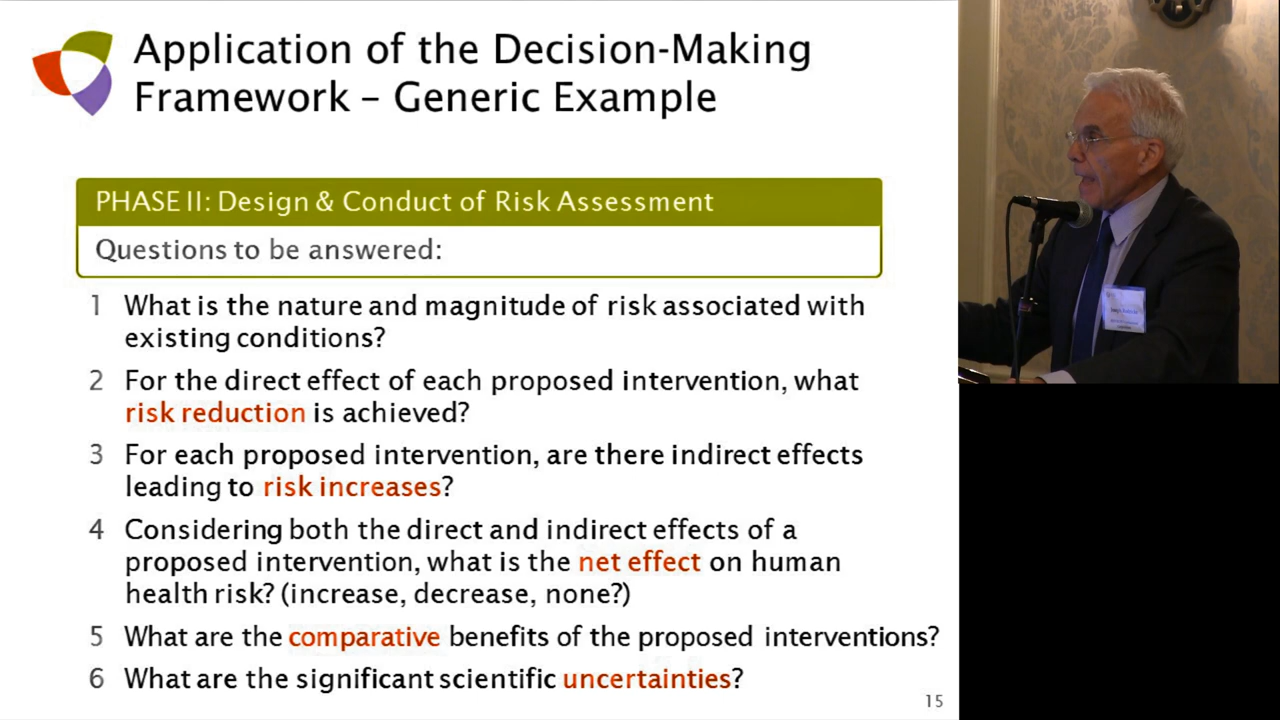 Application of the Decision-Making
Framework – Generic Example
PHASE II: Design & Conduct of Risk Assessment
Questions to be answered:
1 What is the nature and magnitude of risk associated with
existing conditions?
2 For the direct effect of each proposed intervention, what
risk reduction is achieved?
3 For each proposed intervention, are there indirect effects
leading to risk increases?
4 Considering both the direct and indirect effects of a
proposed intervention, what is the net effect on human
health risk? (increase, decrease, none?)
5 What are the comparative benefits of the proposed interventions?
6 What are the significant scientific uncertainties?
15